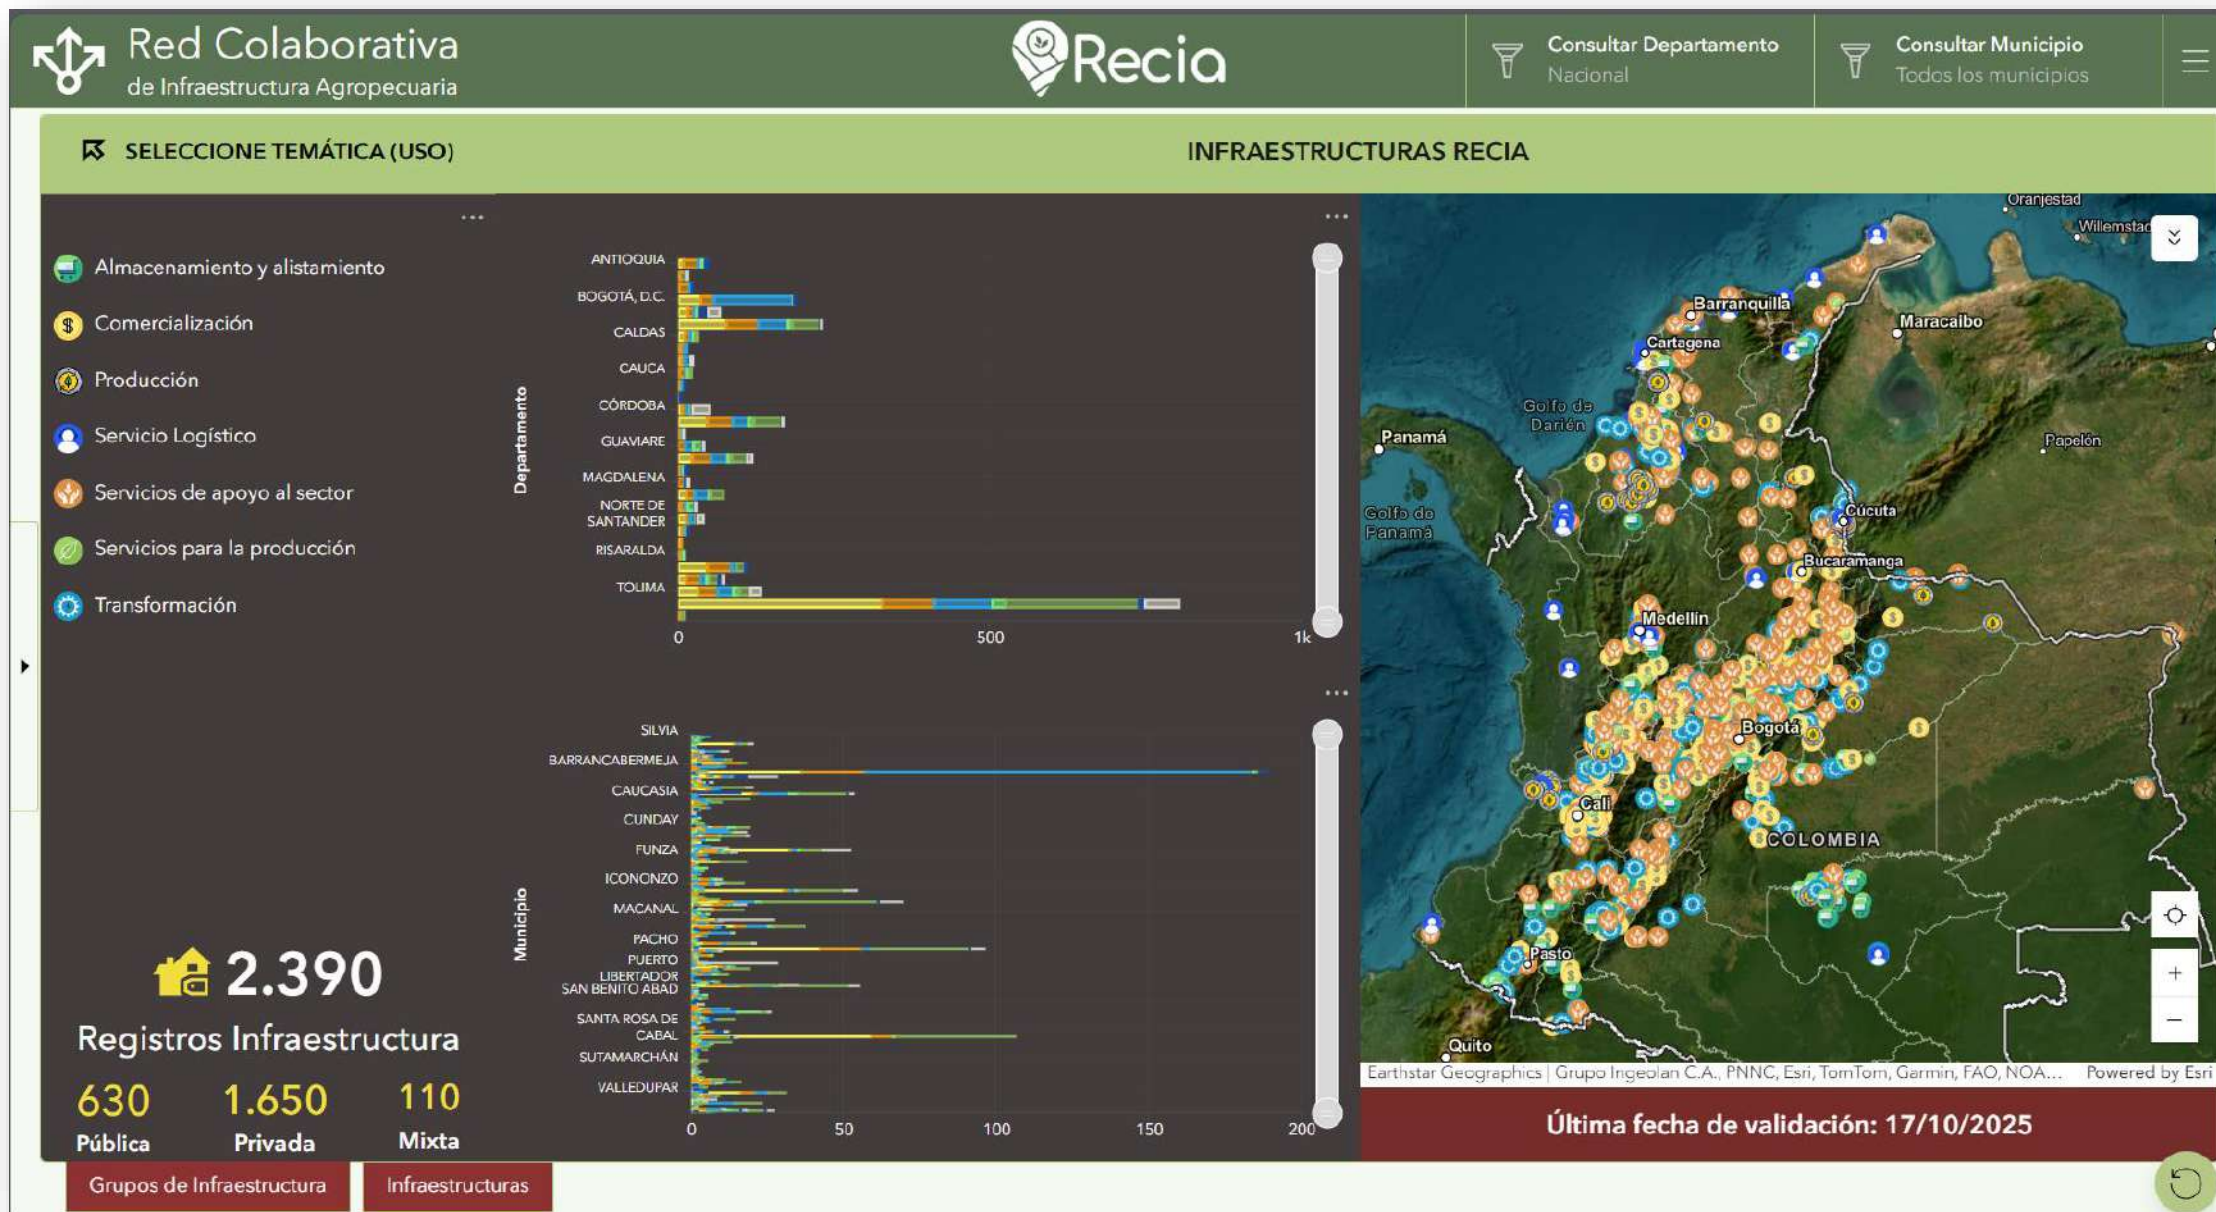 Red Colaborativa
de Infraestructura Agropecuaria
Recia
Consultar Departamento
Nacional
Consultar Municipio
Todos los municipios
SELECCIONE TEMÁTICA (USO)
INFRAESTRUCTURAS RECIA
Almacenamiento y alistamiento
Comercialización
Producción
Servicio Logístico
Servicios de apoyo al sector
Servicios para la producción
Transformación
2.390
Registros Infraestructura
630
1.650
110
Pública
Privada
Mixta
Departamento
ANTIOQUIA
BOGOTÁ, D.C.
CALDAS
CAUCA
CÓRDOBA
GUAVIARE
MAGDALENA
NORTE DE
SANTANDER
RISARALDA
TOLIMA
0
500
1k
Municipio
SILVIA
BARRANCABERMEJA
CAUCASIA
CUNDAY
FUNZA
ICONONZO
MACANAL
PACHO
PUERTO
LIBERTADOR
SAN BENITO ABAD
SANTA ROSA DE
CABAL
SUTAMARCHÁN
VALLEDUPAR
0
50
100
150
200
Oranjestad
Willemstad
Barranquilla
Maracaibo
Cartagena
Golfo de
Darién
Panamá
Papelón
Golfo de
Panamá
Cúcuta
Bucaramanga
Medellín
Bogotá
Cali
COLOMBIA
Pasto
Quito
Earthstar Geographics | Grupo Ingeoplan C.A., PNNC, Esri, TomTom, Garmin, FAO, NOA...
Powered by Esri
Última fecha de validación: 17/10/2025
Grupos de Infraestructura
Infraestructuras